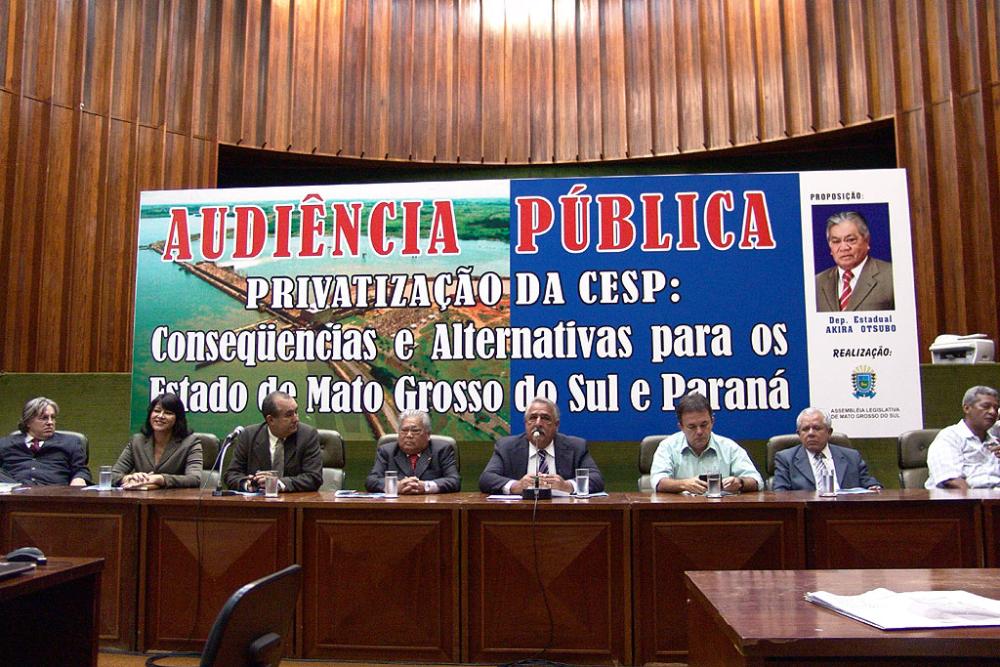 AUDIÊNCIA PÚBLICA
PRIVATIZAÇÃO DA CESP:
Conseqüencias e Alternativas para os
Estado de Mato Grosso do Sul e Paraná
PROPOSIÇÃO:
Dep. Estadual
AKIRA OTSUBO
REALIZAÇÃO:
ASSEMBLÉIA LEGISLATIVA
DE MATO GROSSO DO SUL